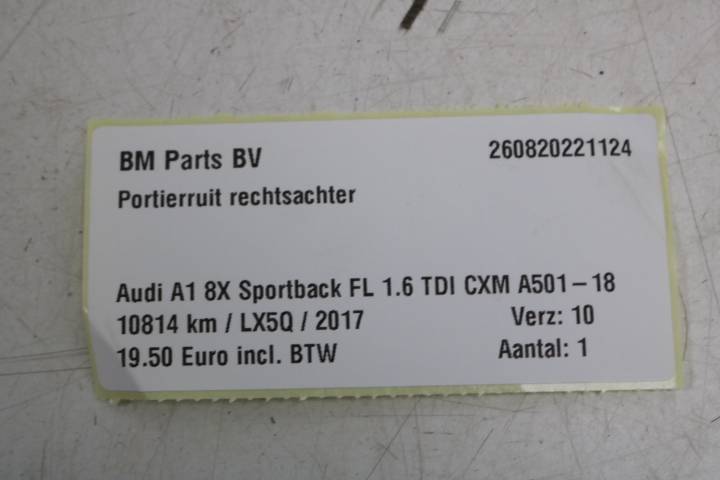 BM Parts BV 260820221124
Portierruit rechtsachter
Audi A1 8X Sportback FL 1.6 TDI CXM A501-18
10814 km / LX5Q / 2017 Verz: 10
19.50 Euro incl. BTW Aantal: 1